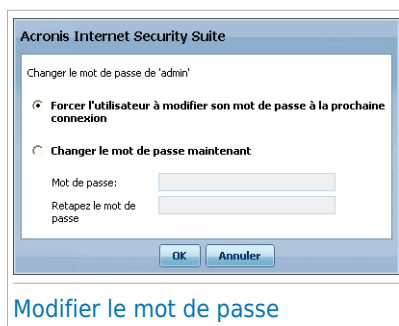 Acronis Internet Security Suite
Changer le mot de passe de 'admin'
Forcer l'utilisateur à modifier son mot de passe à la prochaine
connexion
Changer le mot de passe maintenant
Mot de passe:
Retapez le mot de
passe
OK Annuler
Modifier le mot de passe